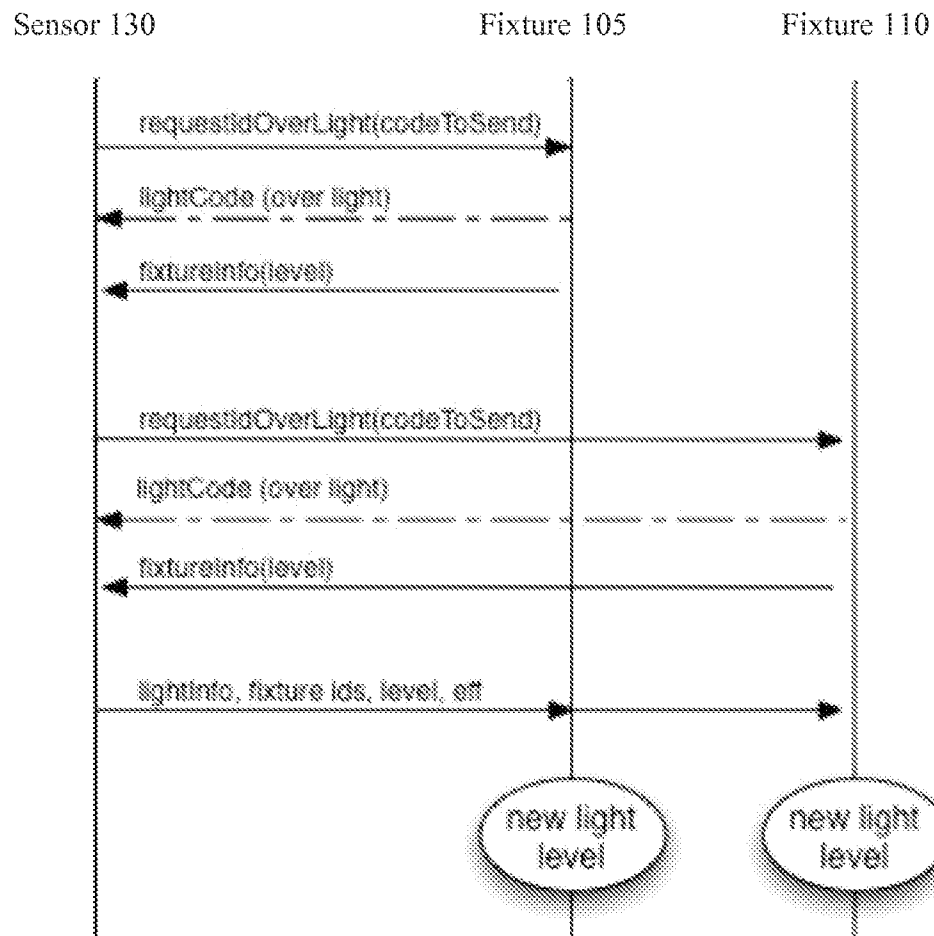 Sensor 130 Fixture 105 Fixture 110
requestIdOverLight(codeToSend)
lightCode (over light)
fixtureInfo(level)
requestIdOverLight(codeToSend)
lightCode (over light)
fixtureInfo(level)
lightInfo, fixture ids, level, eff
new light new light
level level